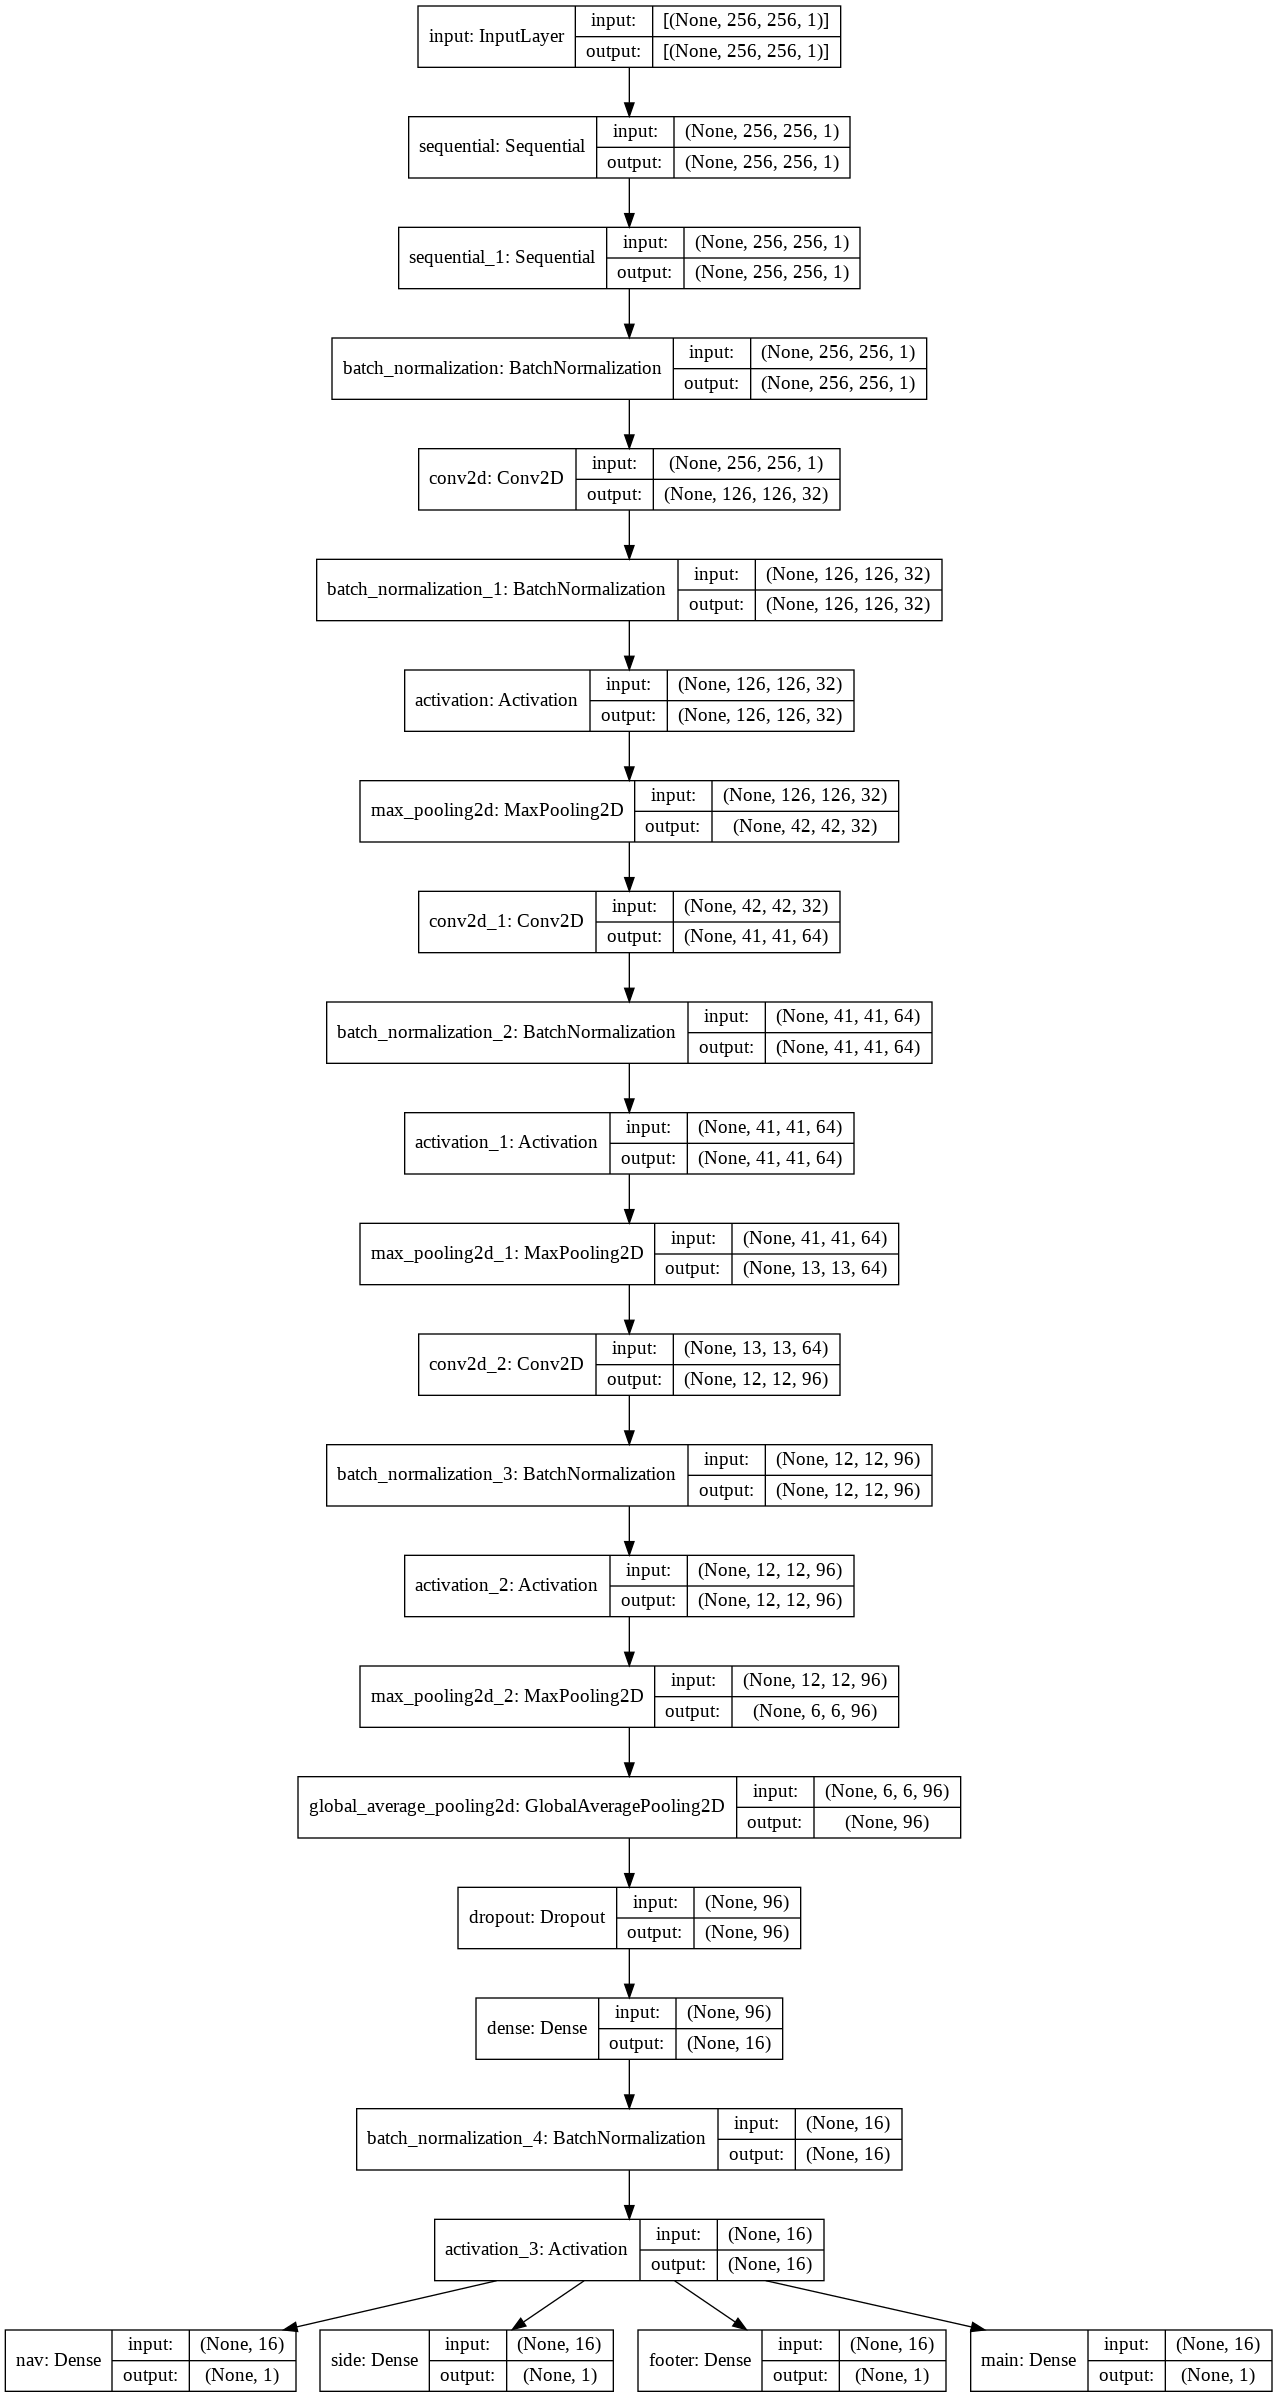 input: InputLayer
input: [(None, 256, 256, 1)]
output: [(None, 256, 256, 1)]
sequential: Sequential
input: (None, 256, 256, 1)
output: (None, 256, 256, 1)
sequential_1: Sequential
input: (None, 256, 256, 1)
output: (None, 256, 256, 1)
batch_normalization: BatchNormalization
input: (None, 256, 256, 1)
output: (None, 256, 256, 1)
conv2d: Conv2D
input: (None, 256, 256, 1)
output: (None, 126, 126, 32)
batch_normalization_1: BatchNormalization
input: (None, 126, 126, 32)
output: (None, 126, 126, 32)
activation: Activation
input: (None, 126, 126, 32)
output: (None, 126, 126, 32)
max_pooling2d: MaxPooling2D
input: (None, 126, 126, 32)
output: (None, 42, 42, 32)
conv2d_1: Conv2D
input: (None, 42, 42, 32)
output: (None, 41, 41, 64)
batch_normalization_2: BatchNormalization
input: (None, 41, 41, 64)
output: (None, 41, 41, 64)
activation_1: Activation
input: (None, 41, 41, 64)
output: (None, 41, 41, 64)
max_pooling2d_1: MaxPooling2D
input: (None, 41, 41, 64)
output: (None, 13, 13, 64)
conv2d_2: Conv2D
input: (None, 13, 13, 64)
output: (None, 12, 12, 96)
batch_normalization_3: BatchNormalization
input: (None, 12, 12, 96)
output: (None, 12, 12, 96)
activation_2: Activation
input: (None, 12, 12, 96)
output: (None, 12, 12, 96)
max_pooling2d_2: MaxPooling2D
input: (None, 12, 12, 96)
output: (None, 6, 6, 96)
global_average_pooling2d: GlobalAveragePooling2D
input: (None, 6, 6, 96)
output: (None, 96)
dropout: Dropout
input: (None, 96)
output: (None, 96)
dense: Dense
input: (None, 96)
output: (None, 16)
batch_normalization_4: BatchNormalization
input: (None, 16)
output: (None, 16)
activation_3: Activation
input: (None, 16)
output: (None, 16)
nav: Dense
input: (None, 16)
output: (None, 1)
side: Dense
input: (None, 16)
output: (None, 1)
footer: Dense
input: (None, 16)
output: (None, 1)
main: Dense
input: (None, 16)
output: (None, 1)